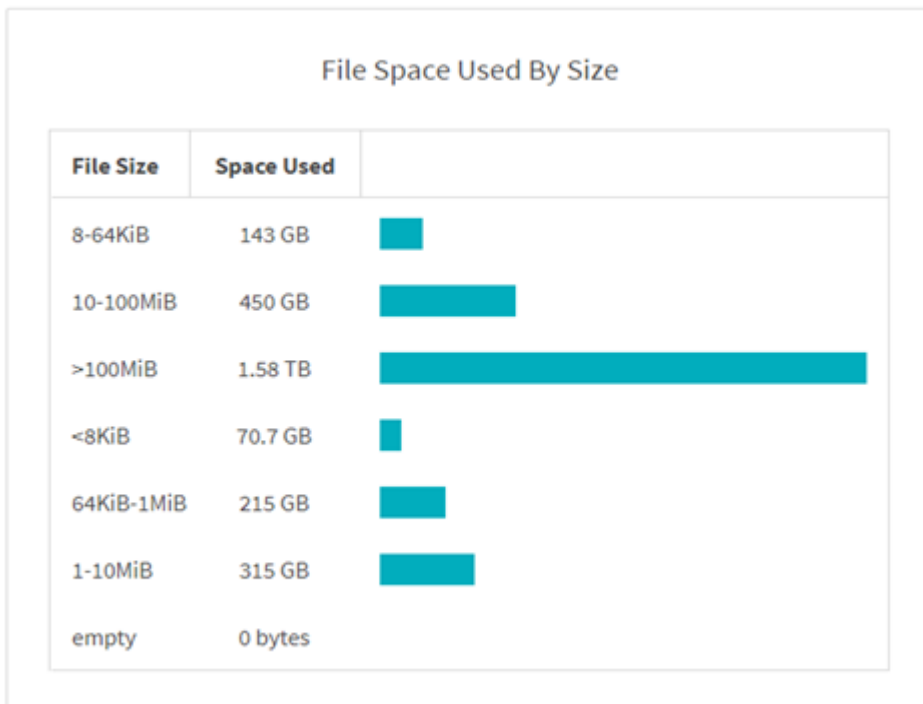 File Space Used By Size
File Size Space Used
8-64KiB 143 GB
10-100MiB 450 GB
>100MiB 1.58 TB
<8KiB 70.7 GB
64KiB-1MiB 215 GB
1-10MiB 315 GB
empty 0 bytes